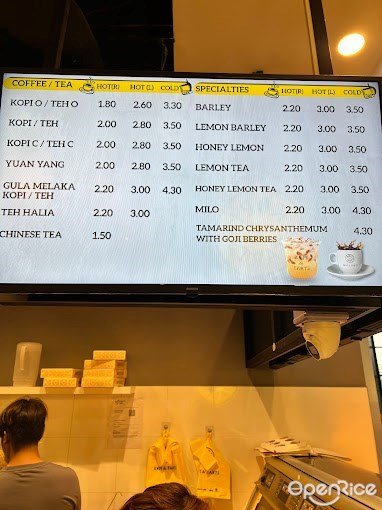 COFFEE / TEA HOT(R) HOT (L) COLD
KOPI O / TEH O 1.80 2.60 3.30
KOPI / TEH 2.00 2.80 3.50
KOPI C / TEH C 2.00 2.80 3.50
YUAN YANG 2.00 2.80 3.50
GULA MELAKA
KOPI / TEH 2.20 3.00 4.30
TEH HALIA 2.20 3.00
CHINESE TEA 1.50
SPECIALTIES HOT(R) HOT (L) COLD
BARLEY 2.20 3.00 3.50
LEMON BARLEY 2.20 3.00 3.50
HONEY LEMON 2.20 3.00 3.50
LEMON TEA 2.20 3.00 3.50
HONEY LEMON TEA 2.20 3.00 3.50
MILO 2.20 3.00 3.50
TAMARIND CHRYSANTHEMUM
WITH GOJI BERRIES 4.30
OpenRice